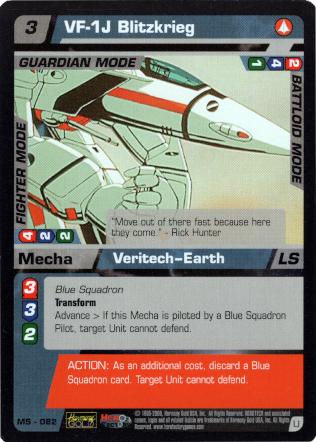 3
VF-1J Blitzkrieg
GUARDIAN MODE
1 4 2
BATTLOID MODE
FIGHTER MODE
"Move out of there fast because here
they come." - Rick Hunter
4 2 2
Mecha
Veritech-Earth
LS
3
Blue Squadron
Transform
3
Advance > If this Mecha is piloted by a Blue Squadron
Pilot, target Unit cannot defend.
2
ACTION: As an additional cost, discard a Blue
Squadron card. Target Unit cannot defend.
MS - 082
Harmony
GOLD
HERO
U